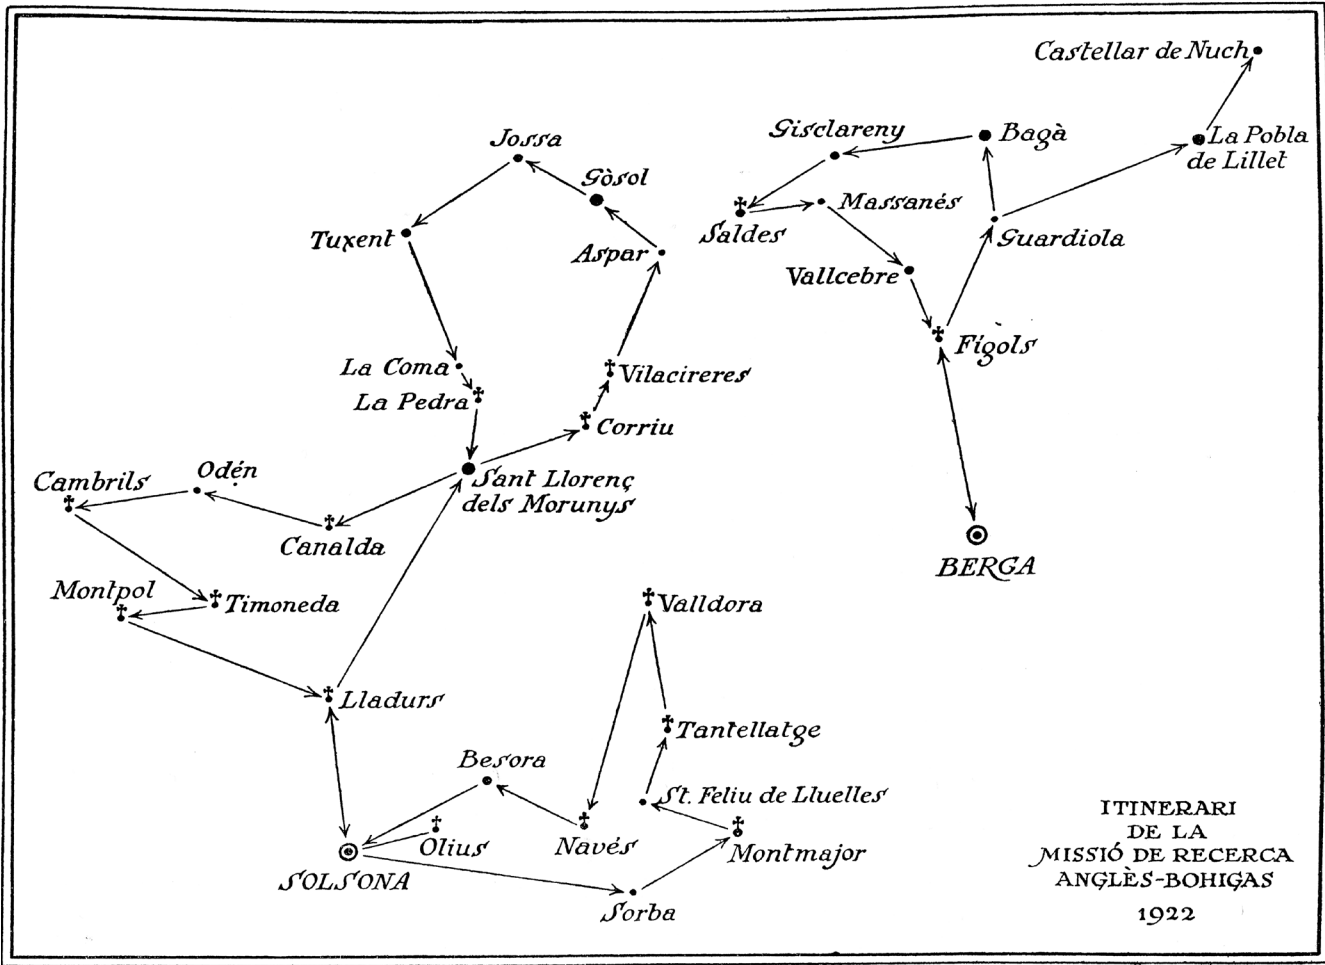 Castellar de Nuch
Gisclareny
Bagà
La Pobla
de Lillet
Jossa
Gòsol
Massanés
Saldes
Guardiola
Tuxent
Aspar
Vallcebre
Fígols
La Coma
Vilacireres
La Pedra
Corriu
Cambrils
Odén
Sant Llorenç
dels Morunys
Canalda
BERGA
Montpol
Timoneda
Valldora
Lladurs
Tantellatge
Besora
St. Feliu de Lluelles
Olius
Navés
Montmajor
SOLSONA
Sorba
ITINERARI
DE LA
MISSIÓ DE RECERCA
ANGLÈS-BOHIGAS
1922